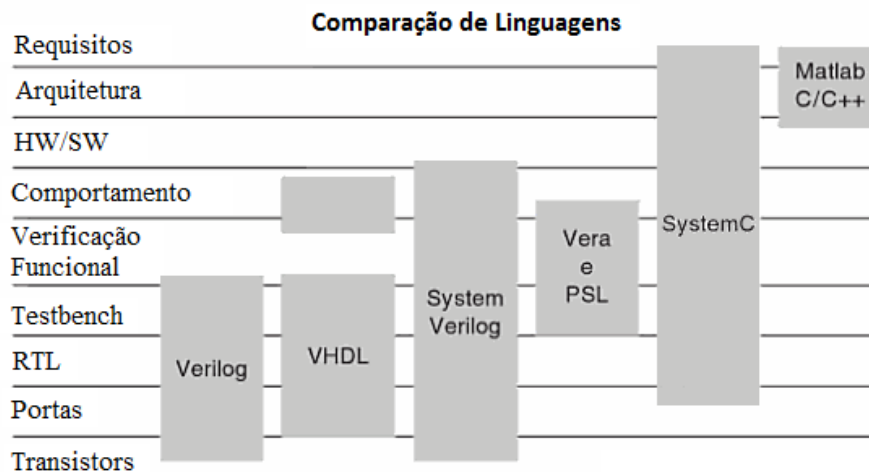 Comparação de Linguagens
Requisitos
Arquitetura
HW/SW
Comportamento
Verificação
Funcional
Testbench
RTL
Portas
Transistors
Verilog
VHDL
System
Verilog
Vera
e
PSL
SystemC
Matlab
C/C++